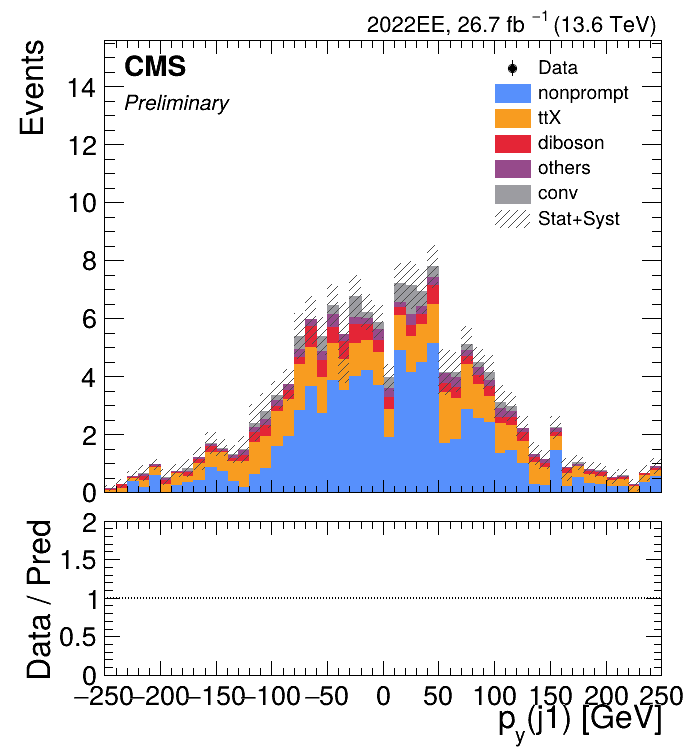 2022EE, 26.7 fb⁻¹ (13.6 TeV)
CMS
Preliminary
Events
Data
nonprompt
ttX
diboson
others
conv
Stat+Syst
14
12
10
8
6
4
2
0
Data / Pred
2
1.5
1
0.5
0
−250 −200 −150 −100 −50 0 50 100 150 200 250
p_y(j1) [GeV]